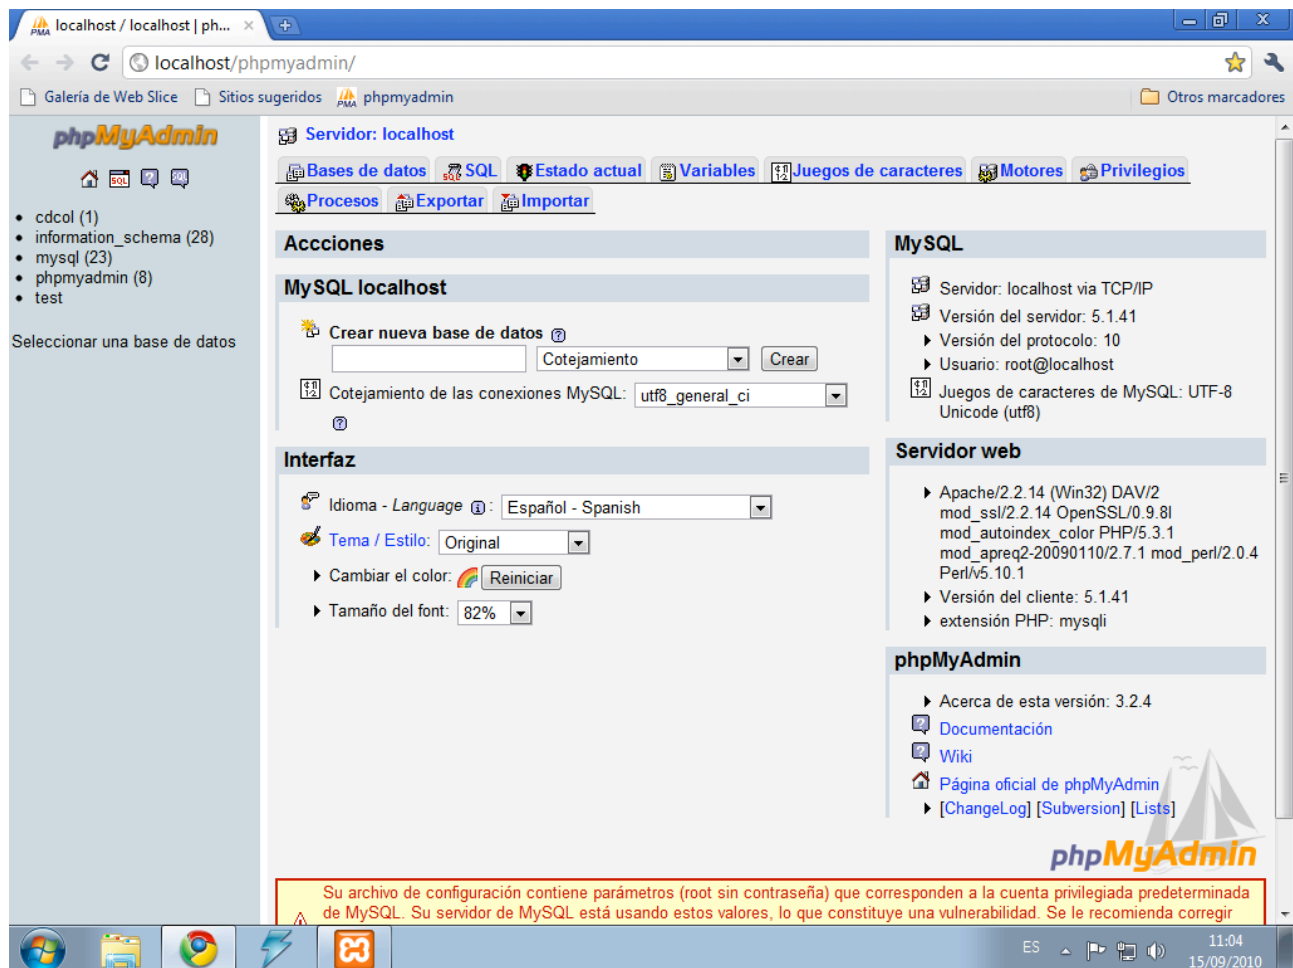 localhost / localhost | ph...
localhost/phpmyadmin/
Galería de Web Slice
Sitios sugeridos
phpmyadmin
Otros marcadores
phpMyAdmin
cdcol (1)
information_schema (28)
mysql (23)
phpmyadmin (8)
test
Seleccionar una base de datos
Servidor: localhost
Bases de datos SQL Estado actual Variables Juegos de caracteres Motores Privilegios
Procesos Exportar Importar
Accciones
MySQL localhost
Crear nueva base de datos
Cotejamiento Crear
Cotejamiento de las conexiones MySQL: utf8_general_ci
Interfaz
Idioma - Language : Español - Spanish
Tema / Estilo: Original
Cambiar el color: Reiniciar
Tamaño del font: 82%
MySQL
Servidor: localhost via TCP/IP
Versión del servidor: 5.1.41
Versión del protocolo: 10
Usuario: root@localhost
Juegos de caracteres de MySQL: UTF-8
Unicode (utf8)
Servidor web
Apache/2.2.14 (Win32) DAV/2
mod_ssl/2.2.14 OpenSSL/0.9.8l
mod_autoindex_color PHP/5.3.1
mod_apreq2-20090110/2.7.1 mod_perl/2.0.4
Perl/v5.10.1
Versión del cliente: 5.1.41
extensión PHP: mysqli
phpMyAdmin
Acerca de esta versión: 3.2.4
Documentación
Wiki
Página oficial de phpMyAdmin
[ChangeLog] [Subversion] [Lists]
phpMyAdmin
Su archivo de configuración contiene parámetros (root sin contraseña) que corresponden a la cuenta privilegiada predeterminada
de MySQL. Su servidor de MySQL está usando estos valores, lo que constituye una vulnerabilidad. Se le recomienda corregir
ES
11:04
15/09/2010